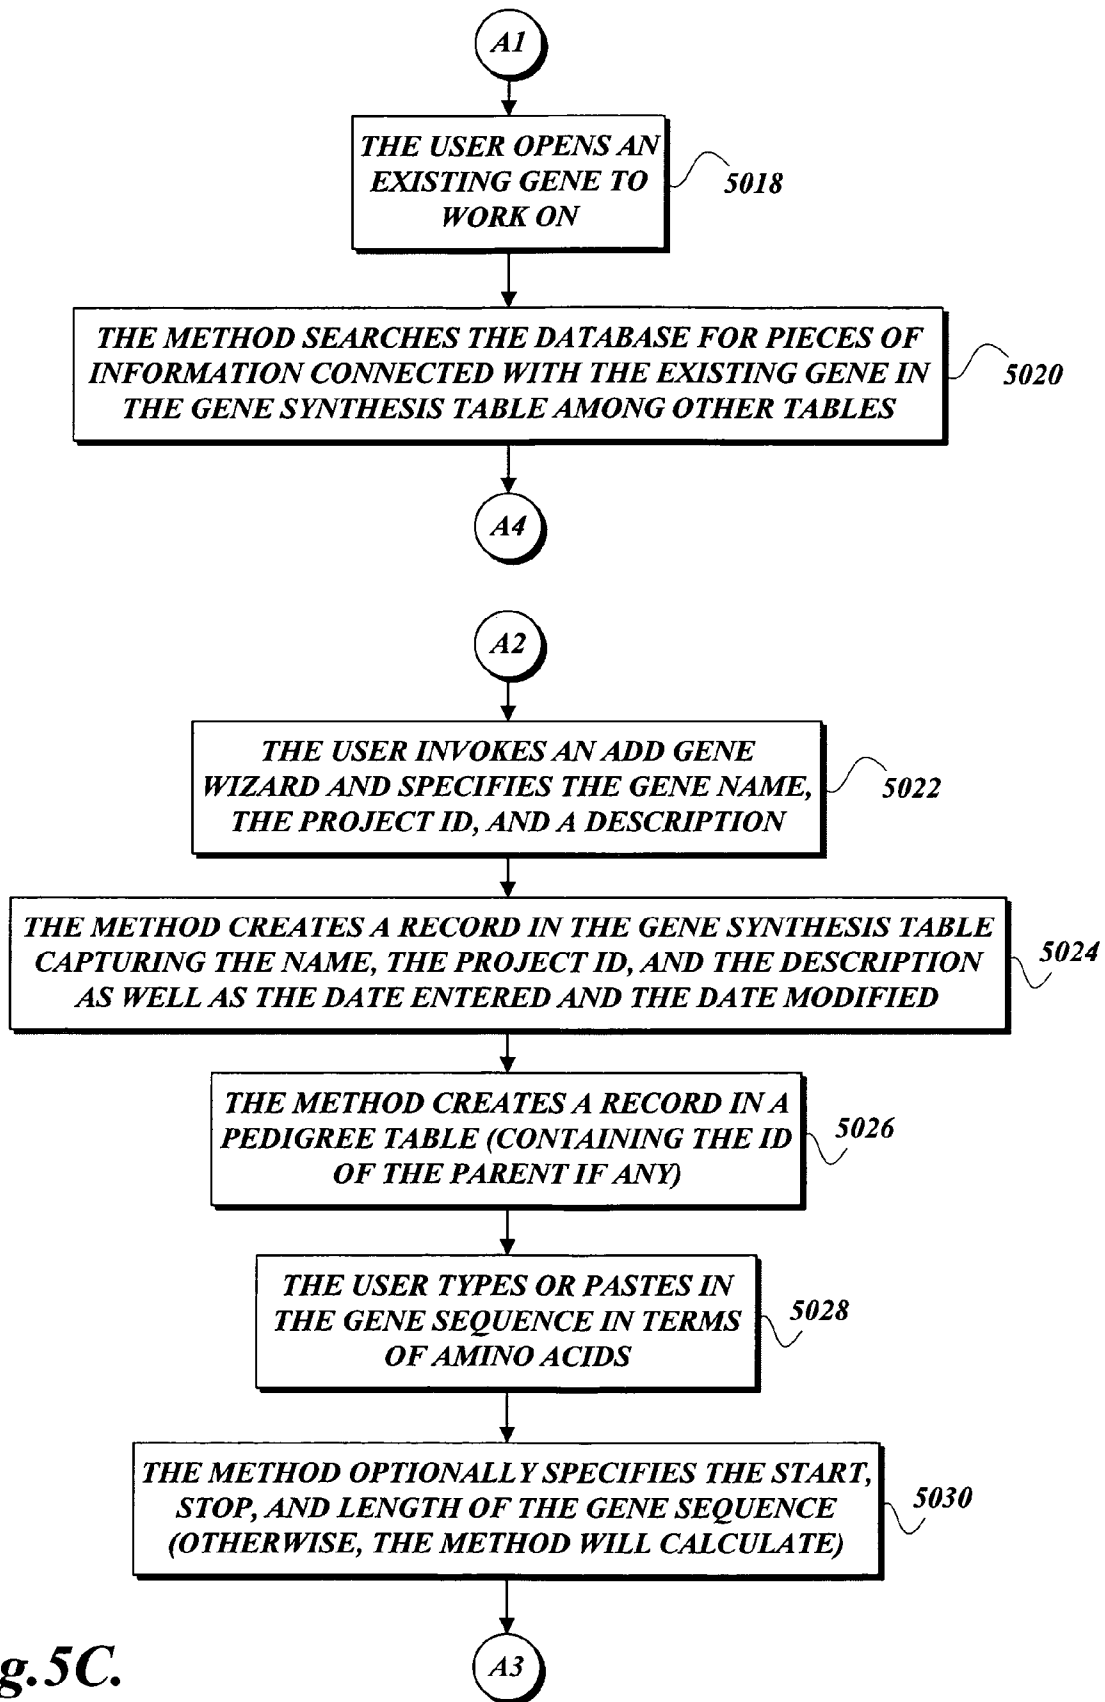 A1
THE USER OPENS AN
EXISTING GENE TO
WORK ON
5018
THE METHOD SEARCHES THE DATABASE FOR PIECES OF
INFORMATION CONNECTED WITH THE EXISTING GENE IN
THE GENE SYNTHESIS TABLE AMONG OTHER TABLES
5020
A4
A2
THE USER INVOKES AN ADD GENE
WIZARD AND SPECIFIES THE GENE NAME,
THE PROJECT ID, AND A DESCRIPTION
5022
THE METHOD CREATES A RECORD IN THE GENE SYNTHESIS TABLE
CAPTURING THE NAME, THE PROJECT ID, AND THE DESCRIPTION
AS WELL AS THE DATE ENTERED AND THE DATE MODIFIED
5024
THE METHOD CREATES A RECORD IN A
PEDIGREE TABLE (CONTAINING THE ID
OF THE PARENT IF ANY)
5026
THE USER TYPES OR PASTES IN
THE GENE SEQUENCE IN TERMS
OF AMINO ACIDS
5028
THE METHOD OPTIONALLY SPECIFIES THE START,
STOP, AND LENGTH OF THE GENE SEQUENCE
(OTHERWISE, THE METHOD WILL CALCULATE)
5030
A3
g.5C.